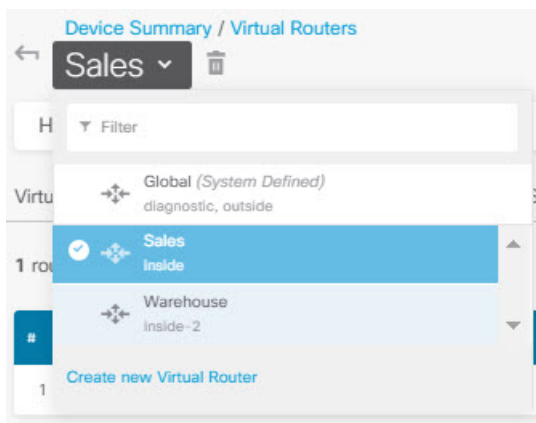 Device Summary / Virtual Routers
Sales
H
Filter
Global (System Defined)
diagnostic, outside
Virtu
Sales
inside
1 rou
Warehouse
inside-2
#
Create new Virtual Router
1